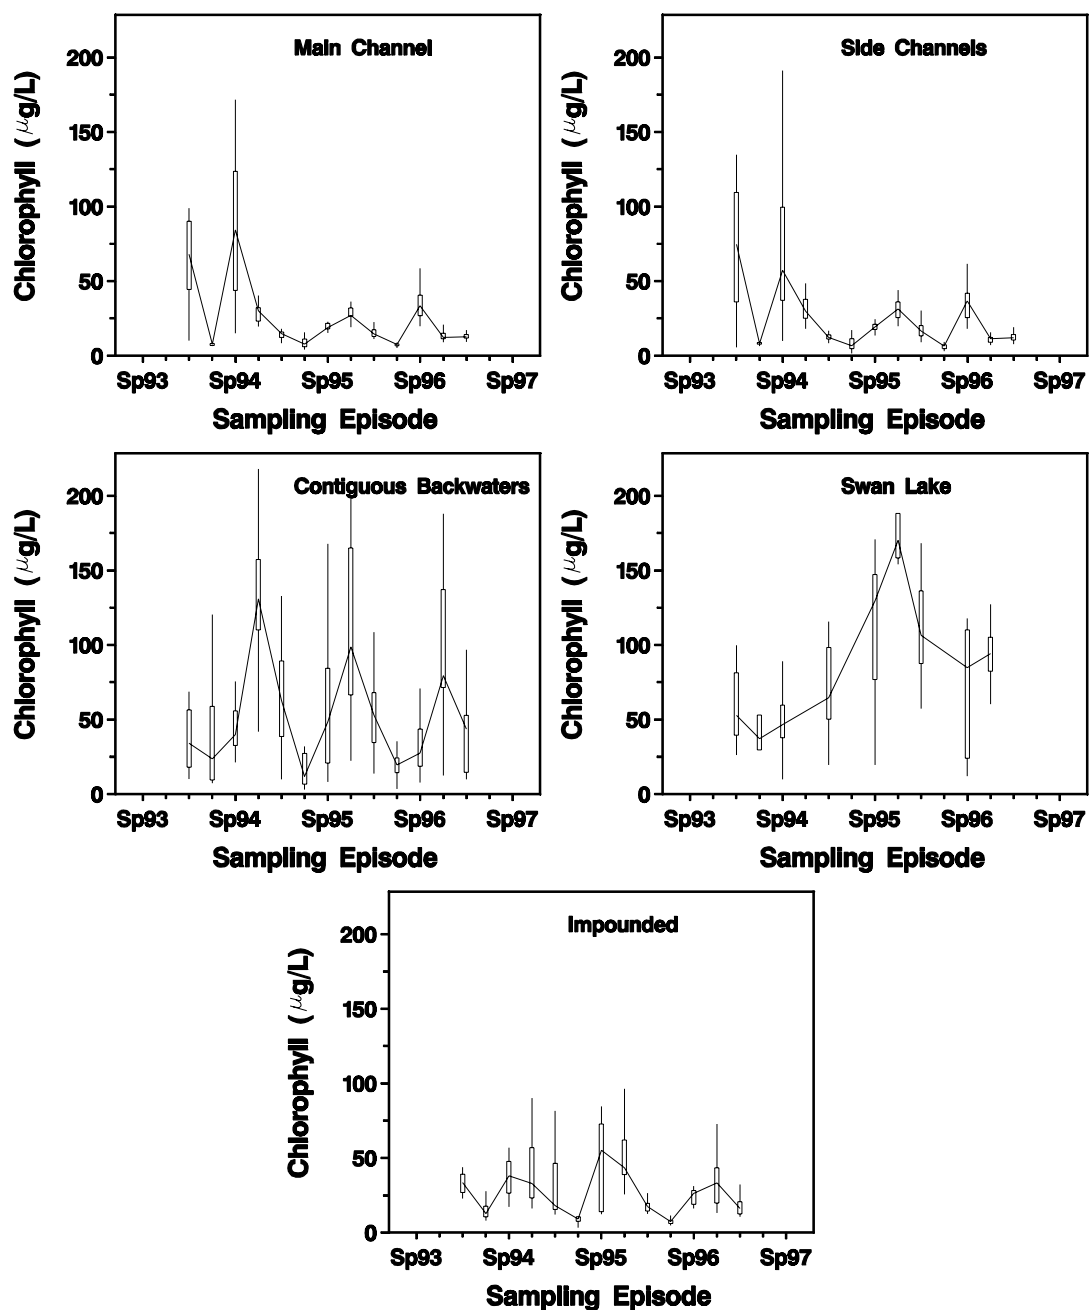 Main Channel
Chlorophyll (μg/L)
200
150
100
50
0
Sp93 Sp94 Sp95 Sp96 Sp97
Sampling Episode
Side Channels
Chlorophyll (μg/L)
200
150
100
50
0
Sp93 Sp94 Sp95 Sp96 Sp97
Sampling Episode
Contiguous Backwaters
Chlorophyll (μg/L)
200
150
100
50
0
Sp93 Sp94 Sp95 Sp96 Sp97
Sampling Episode
Swan Lake
Chlorophyll (μg/L)
200
150
100
50
0
Sp93 Sp94 Sp95 Sp96 Sp97
Sampling Episode
Impounded
Chlorophyll (μg/L)
200
150
100
50
0
Sp93 Sp94 Sp95 Sp96 Sp97
Sampling Episode